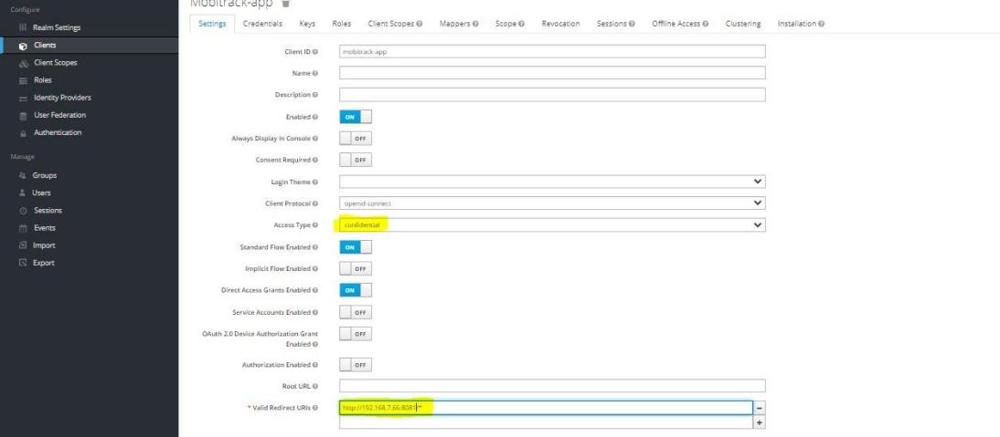 Configure
Realm Settings
Clients
Client Scopes
Roles
Identity Providers
User Federation
Authentication
Manage
Groups
Users
Sessions
Events
Import
Export
Mobitrack-app
Settings Credentials Keys Roles Client Scopes Mappers Scope Revocation Sessions Offline Access Clustering Installation
Client ID mobitrack-app
Name
Description
Enabled ON
Always Display in Console OFF
Consent Required OFF
Login Theme
Client Protocol openid-connect
Access Type confidential
Standard Flow Enabled ON
Implicit Flow Enabled OFF
Direct Access Grants Enabled ON
Service Accounts Enabled OFF
OAuth 2.0 Device Authorization Grant OFF
Enabled
Authorization Enabled OFF
Root URL
* Valid Redirect URIs http://192.168.7.66:8081/*